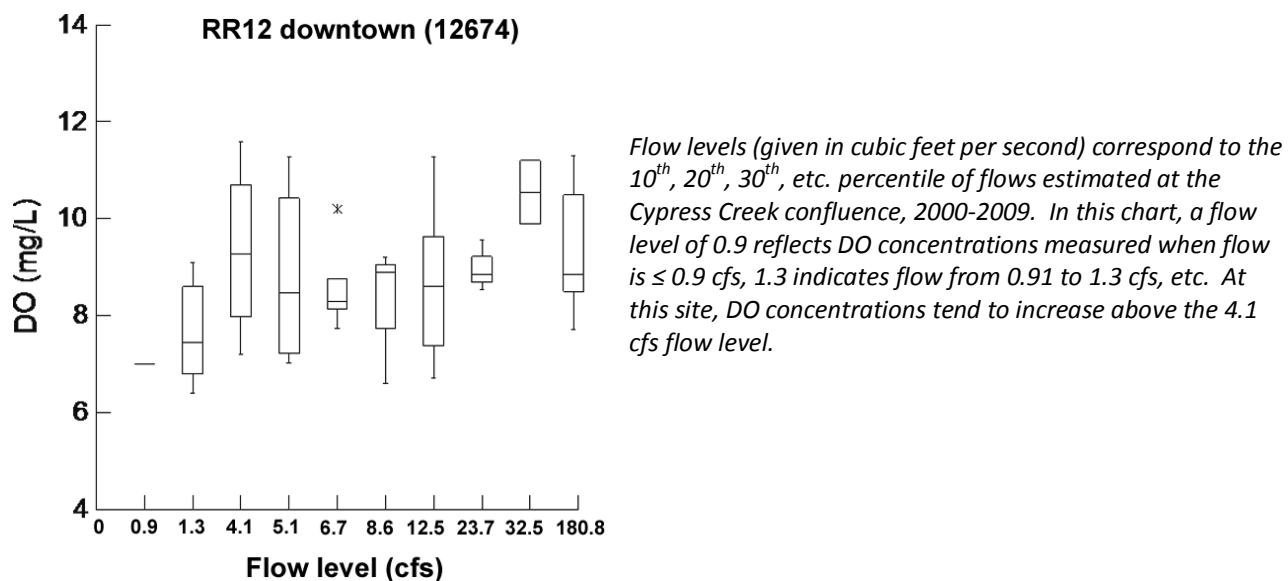 RR12 downtown (12674)
14
12
10
8
6
4
DO (mg/L)
0 0.9 1.3 4.1 5.1 6.7 8.6 12.5 23.7 32.5 180.8
Flow level (cfs)
Flow levels (given in cubic feet per second) correspond to the
10th, 20th, 30th, etc. percentile of flows estimated at the
Cypress Creek confluence, 2000-2009. In this chart, a flow
level of 0.9 reflects DO concentrations measured when flow
is ≤ 0.9 cfs, 1.3 indicates flow from 0.91 to 1.3 cfs, etc. At
this site, DO concentrations tend to increase above the 4.1
cfs flow level.